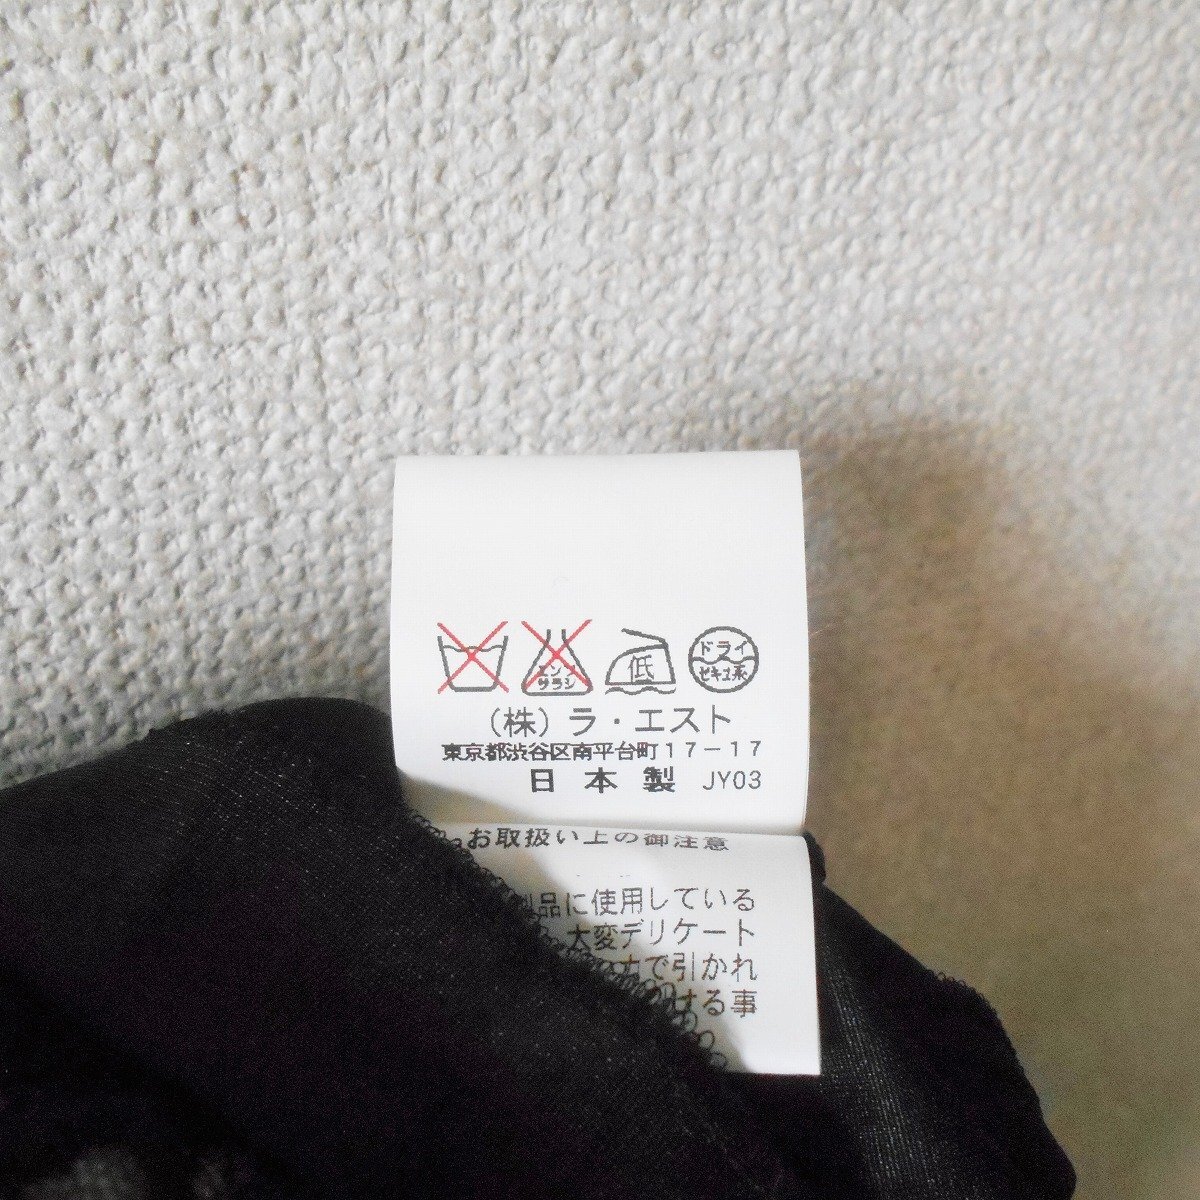 エンソ
サラシ
低
ドライ
セキユ系
（株）ラ・エスト
東京都渋谷区南平台町17-17
日本製 JY03
お取扱い上の御注意
製品に使用している
大変デリケート
で引かれ
ける事